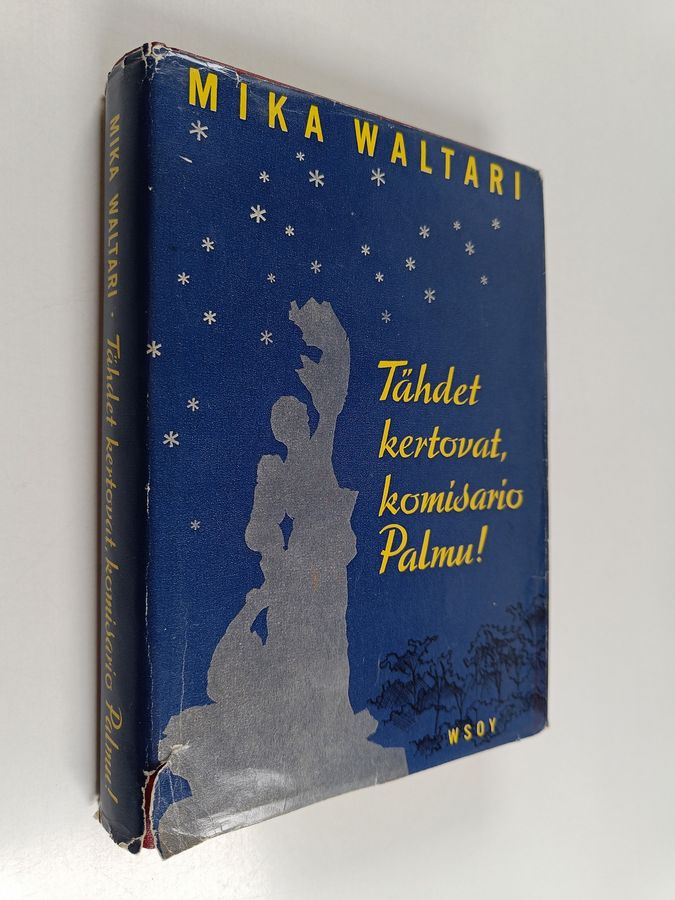 MIKA WALTARI
Tähdet
kertovat,
komisario
Palmu!
WSOY
MIKA WALTARI · Tähdet kertovat, komisario Palmu!